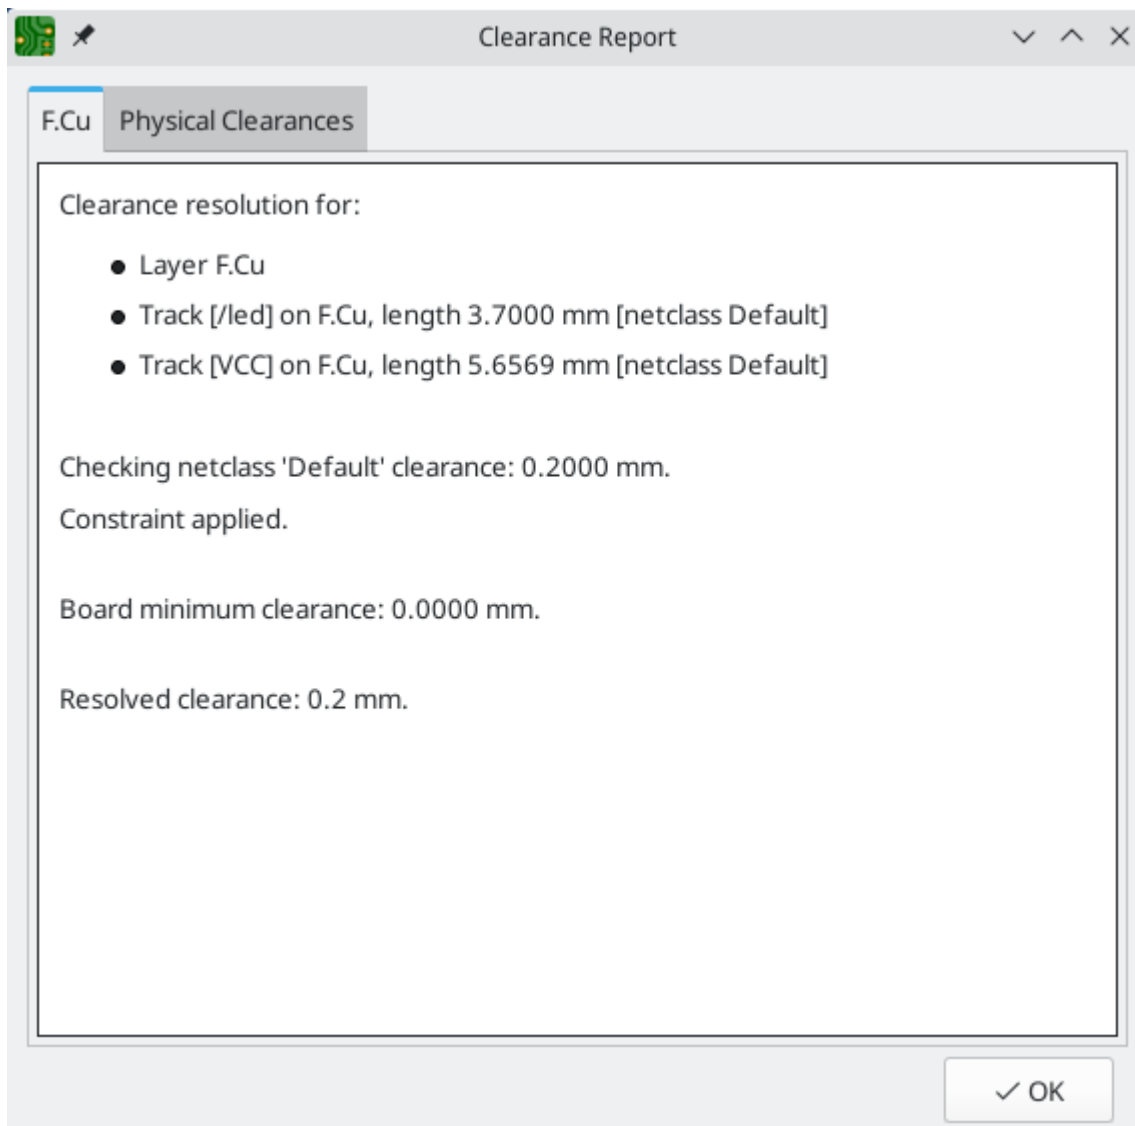 Clearance Report
F.Cu Physical Clearances
Clearance resolution for:
● Layer F.Cu
● Track [/led] on F.Cu, length 3.7000 mm [netclass Default]
● Track [VCC] on F.Cu, length 5.6569 mm [netclass Default]
Checking netclass 'Default' clearance: 0.2000 mm.
Constraint applied.
Board minimum clearance: 0.0000 mm.
Resolved clearance: 0.2 mm.
OK